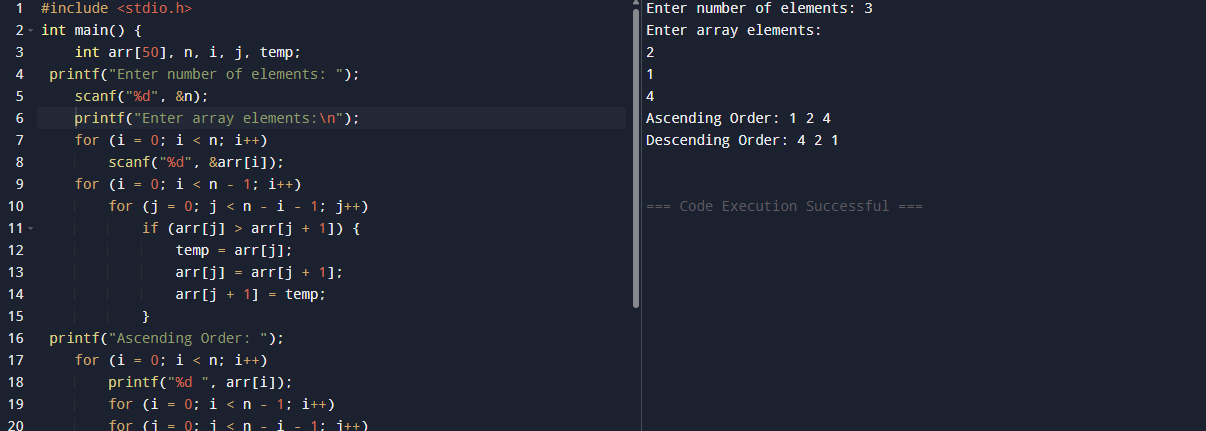 1 #include <stdio.h>
2 int main() {
3 int arr[50], n, i, j, temp;
4 printf("Enter number of elements: ");
5 scanf("%d", &n);
6 printf("Enter array elements:\n");
7 for (i = 0; i < n; i++)
8 scanf("%d", &arr[i]);
9 for (i = 0; i < n - 1; i++)
10 for (j = 0; j < n - i - 1; j++)
11 if (arr[j] > arr[j + 1]) {
12 temp = arr[j];
13 arr[j] = arr[j + 1];
14 arr[j + 1] = temp;
15 }
16 printf("Ascending Order: ");
17 for (i = 0; i < n; i++)
18 printf("%d ", arr[i]);
19 for (i = 0; i < n - 1; i++)
20 for (j = 0; j < n - i - 1; j++)
Enter number of elements: 3
Enter array elements:
2
1
4
Ascending Order: 1 2 4
Descending Order: 4 2 1
=== Code Execution Successful ===